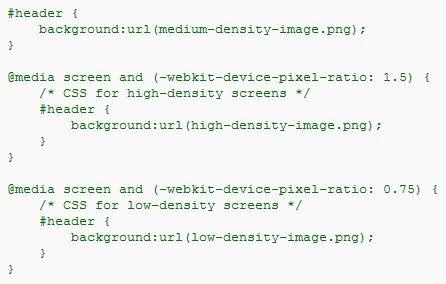 #header {
    background:url(medium-density-image.png);
}

@media screen and (-webkit-device-pixel-ratio: 1.5) {
    /* CSS for high-density screens */
    #header {
        background:url(high-density-image.png);
    }
}

@media screen and (-webkit-device-pixel-ratio: 0.75) {
    /* CSS for low-density screens */
    #header {
        background:url(low-density-image.png);
    }
}